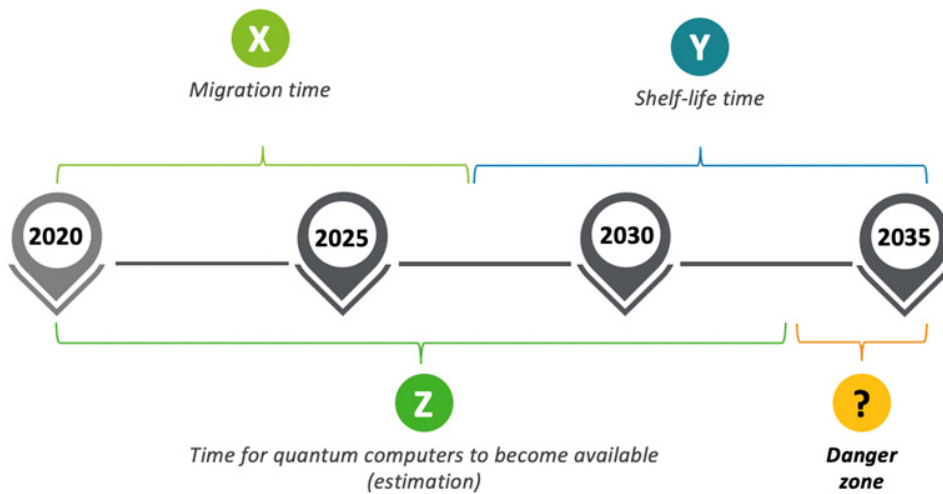 X
Migration time
Y
Shelf-life time
2020
2025
2030
2035
Z
Time for quantum computers to become available
(estimation)
?
Danger
zone